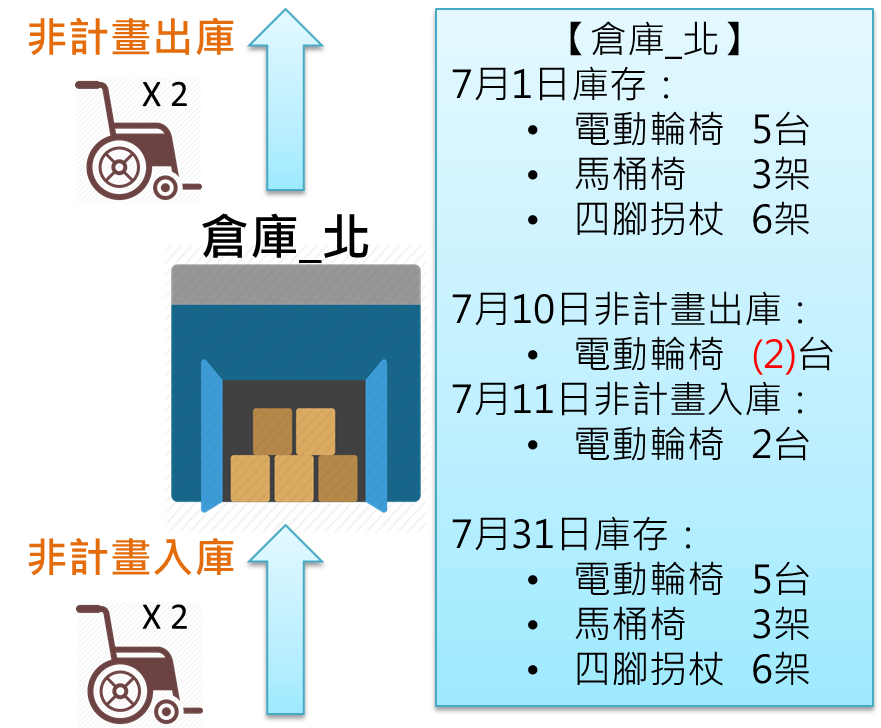 非計畫出庫
X 2
倉庫_北
非計畫入庫
X 2
【倉庫_北】
7月1日庫存：
• 電動輪椅 5台
• 馬桶椅 3架
• 四腳拐杖 6架
7月10日非計畫出庫：
• 電動輪椅 (2)台
7月11日非計畫入庫：
• 電動輪椅 2台
7月31日庫存：
• 電動輪椅 5台
• 馬桶椅 3架
• 四腳拐杖 6架